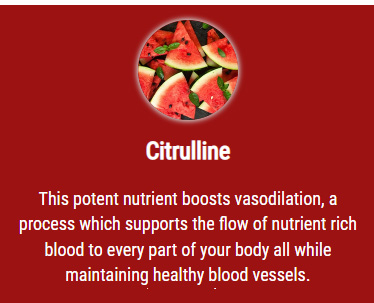 Citrulline
This potent nutrient boosts vasodilation, a
process which supports the flow of nutrient rich
blood to every part of your body all while
maintaining healthy blood vessels.